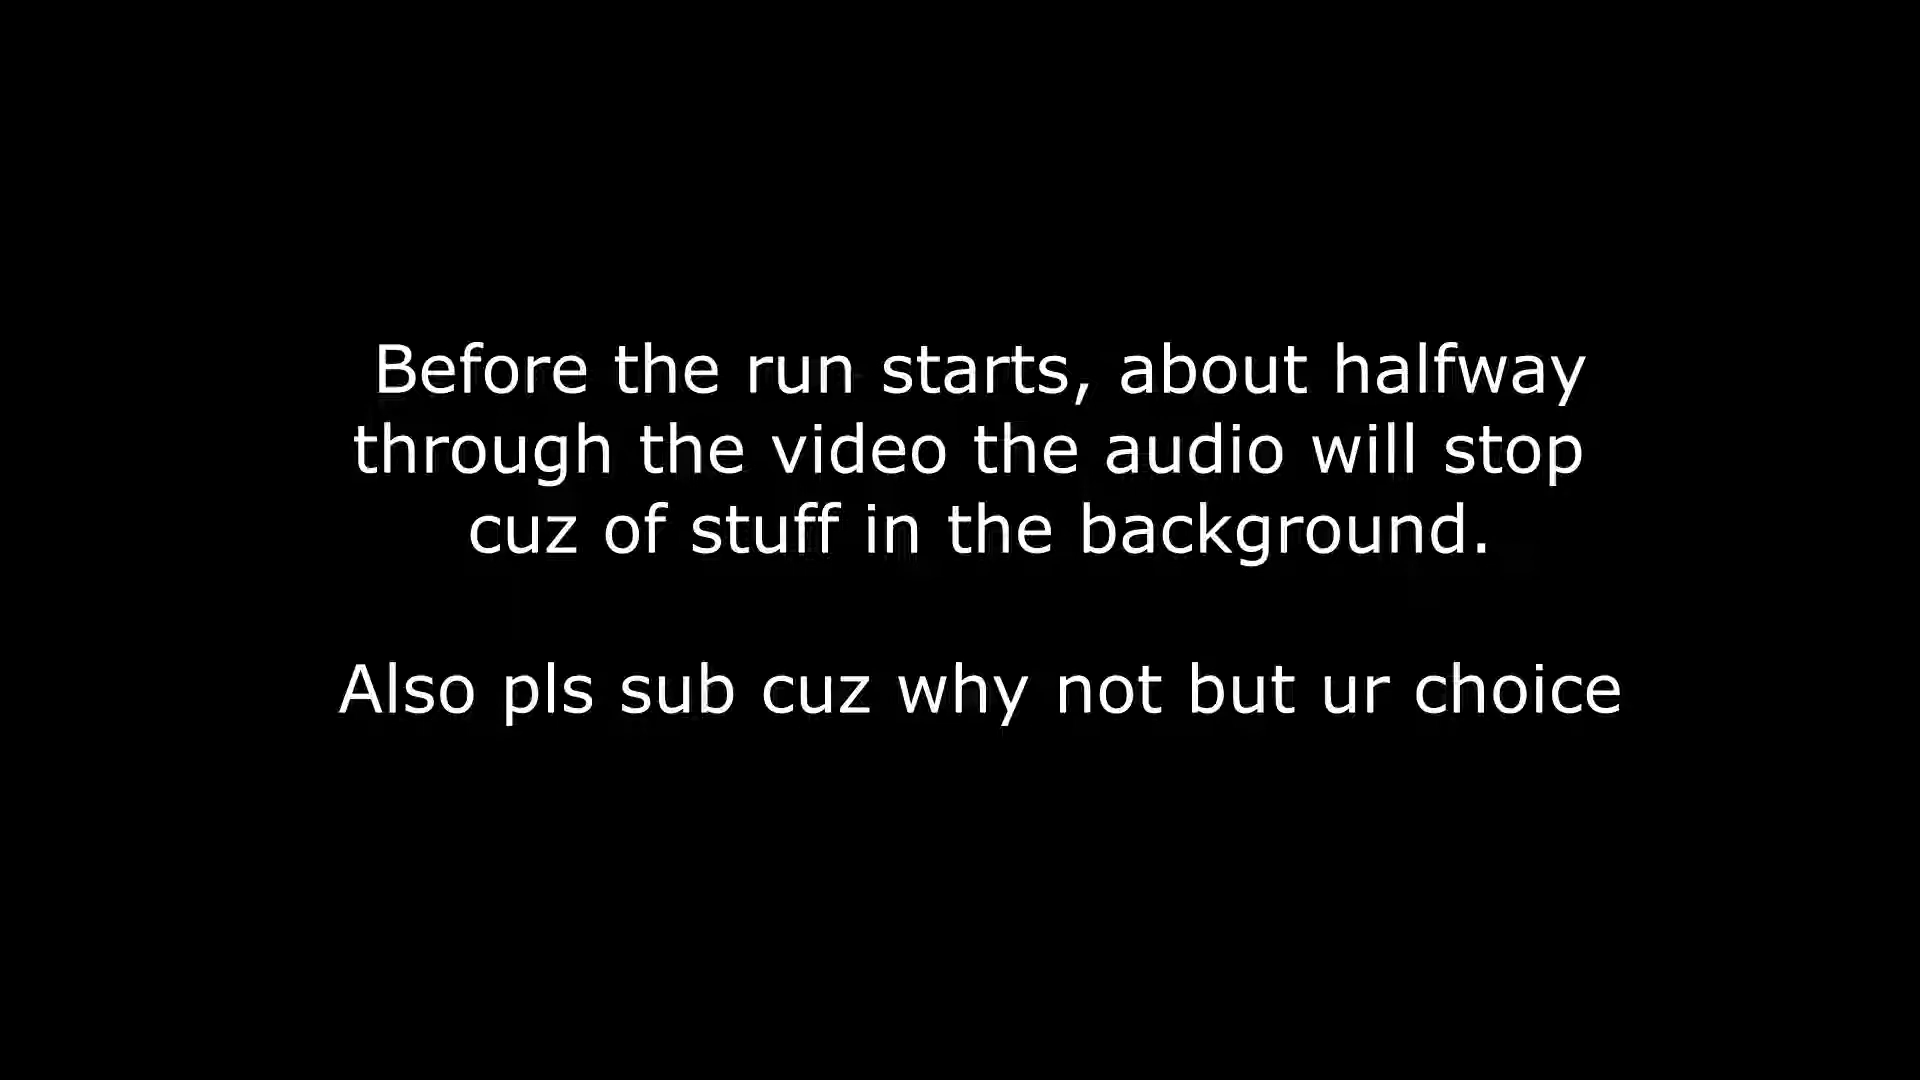 Before the run starts, about halfway
through the video the audio will stop
cuz of stuff in the background.
Also pls sub cuz why not but ur choice